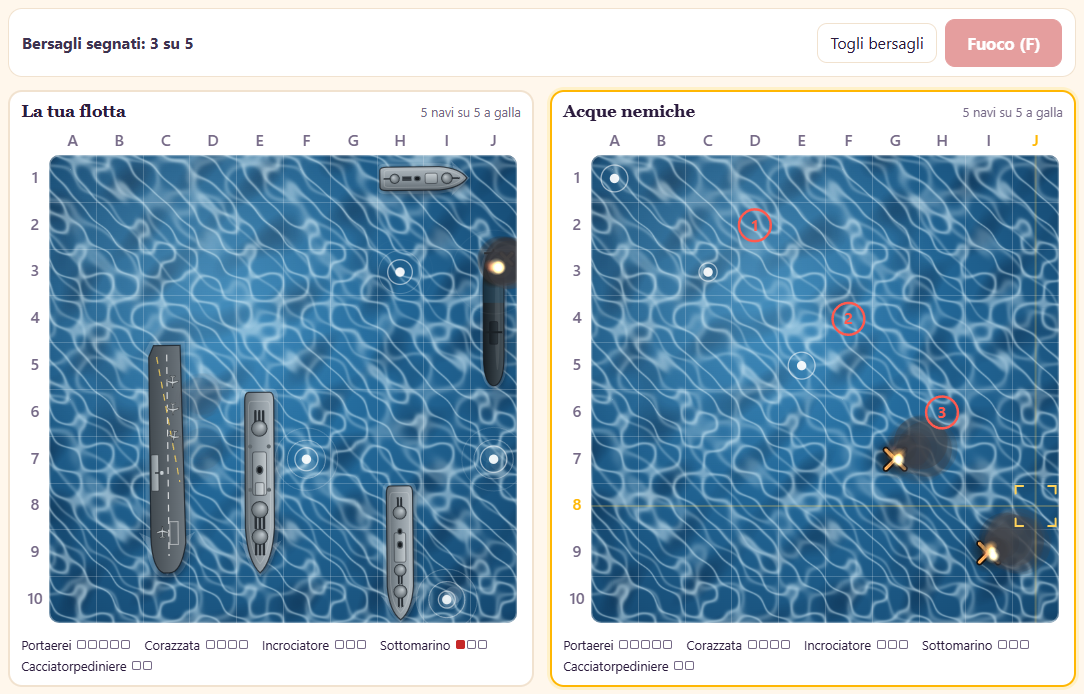 Bersagli segnati: 3 su 5
Togli bersagli
Fuoco (F)
La tua flotta
5 navi su 5 a galla
A B C D E F G H I J
1
2
3
4
5
6
7
8
9
10
Portaerei Corazzata Incrociatore Sottomarino
Cacciatorpediniere
Acque nemiche
5 navi su 5 a galla
A B C D E F G H I J
1
2 1
3
4 2
5
6 3
7
8
9
10
Portaerei Corazzata Incrociatore Sottomarino
Cacciatorpediniere